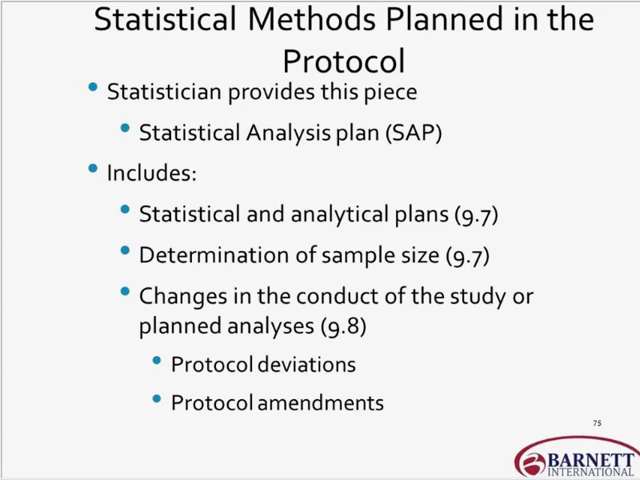 Statistical Methods Planned in the
Protocol
• Statistician provides this piece
• Statistical Analysis plan (SAP)
• Includes:
• Statistical and analytical plans (9.7)
• Determination of sample size (9.7)
• Changes in the conduct of the study or
planned analyses (9.8)
• Protocol deviations
• Protocol amendments
75
BARNETT
INTERNATIONAL